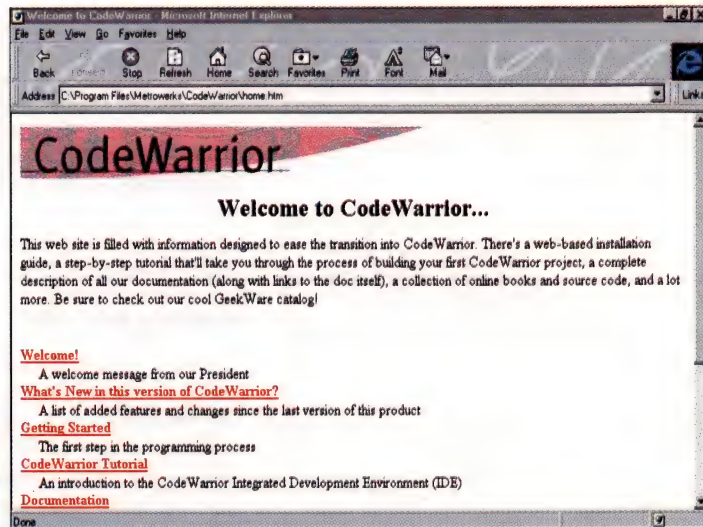 Welcome to CodeWarrior - Microsoft Internet Explorer
File Edit View Go Favorites Help
Back Forward Stop Refresh Home Search Favorites Print Font Mail
Address C:\Program Files\Metrowerks\CodeWarrior\home.htm Links
CodeWarrior
Welcome to CodeWarrior...
This web site is filled with information designed to ease the transition into CodeWarrior. There's a web-based installation
guide, a step-by-step tutorial that'll take you through the process of building your first CodeWarrior project, a complete
description of all our documentation (along with links to the doc itself), a collection of online books and source code, and a lot
more. Be sure to check out our cool GeekWare catalog!
Welcome!
A welcome message from our President
What's New in this version of CodeWarrior?
A list of added features and changes since the last version of this product
Getting Started
The first step in the programming process
CodeWarrior Tutorial
An introduction to the CodeWarrior Integrated Development Environment (IDE)
Documentation
Done